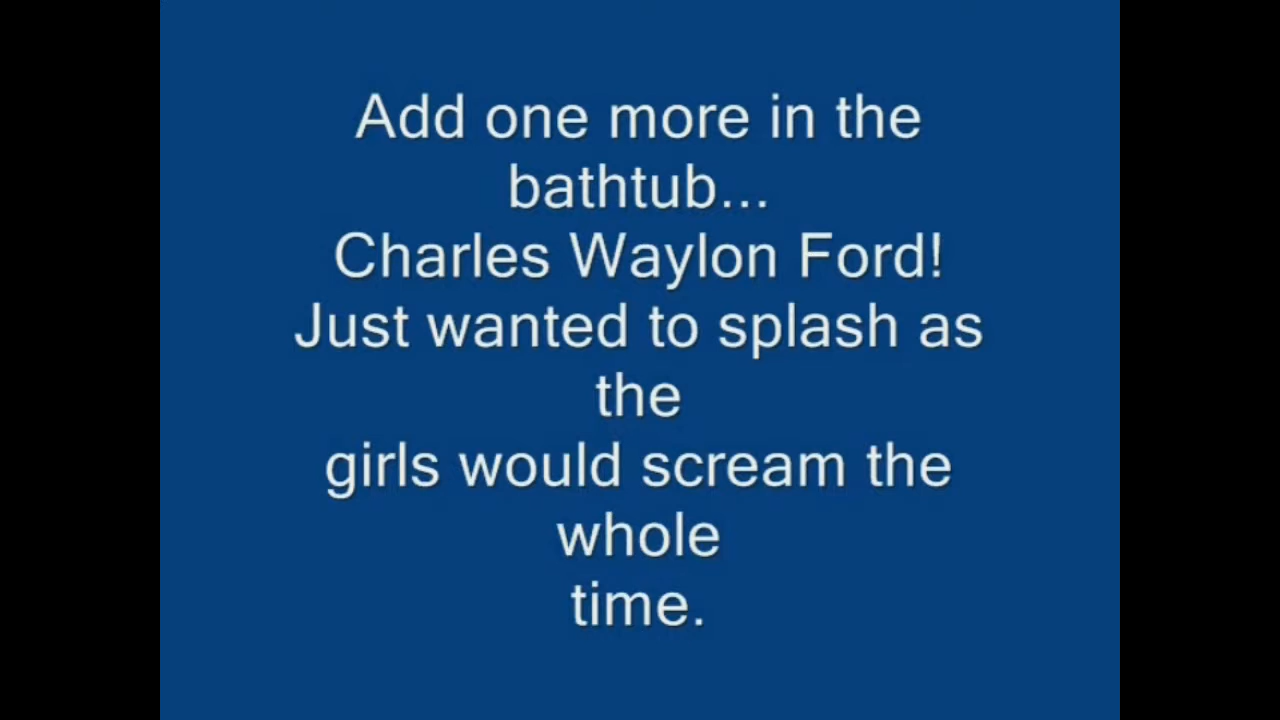 Add one more in the
bathtub...
Charles Waylon Ford!
Just wanted to splash as
the
girls would scream the
whole
time.